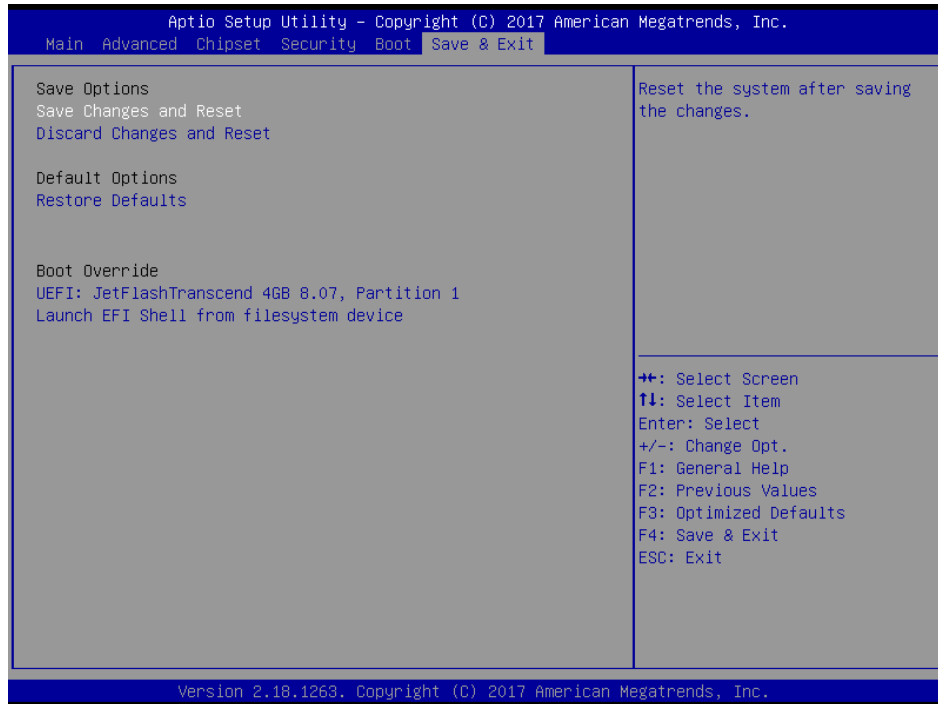 Aptio Setup Utility – Copyright (C) 2017 American Megatrends, Inc.
Main Advanced Chipset Security Boot Save & Exit
Save Options
Save Changes and Reset
Discard Changes and Reset
Default Options
Restore Defaults
Boot Override
UEFI: JetFlashTranscend 4GB 8.07, Partition 1
Launch EFI Shell from filesystem device
Reset the system after saving
the changes.
→←: Select Screen
↑↓: Select Item
Enter: Select
+/-: Change Opt.
F1: General Help
F2: Previous Values
F3: Optimized Defaults
F4: Save & Exit
ESC: Exit
Version 2.18.1263. Copyright (C) 2017 American Megatrends, Inc.